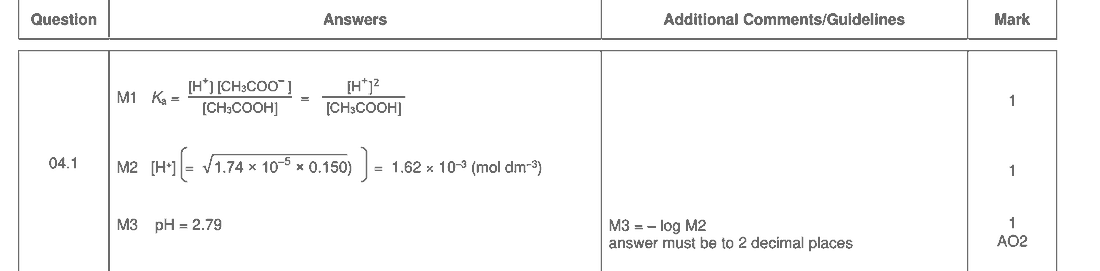 Question Answers Additional Comments/Guidelines Mark
M1 Kₐ = [H⁺] [CH₃COO⁻] / [CH₃COOH] = [H⁺]² / [CH₃COOH] 1
04.1
M2 [H⁺] (= √1.74 × 10⁻⁵ × 0.150) ) = 1.62 × 10⁻³ (mol dm⁻³) 1
M3 pH = 2.79 M3 = – log M2 1
answer must be to 2 decimal places AO2